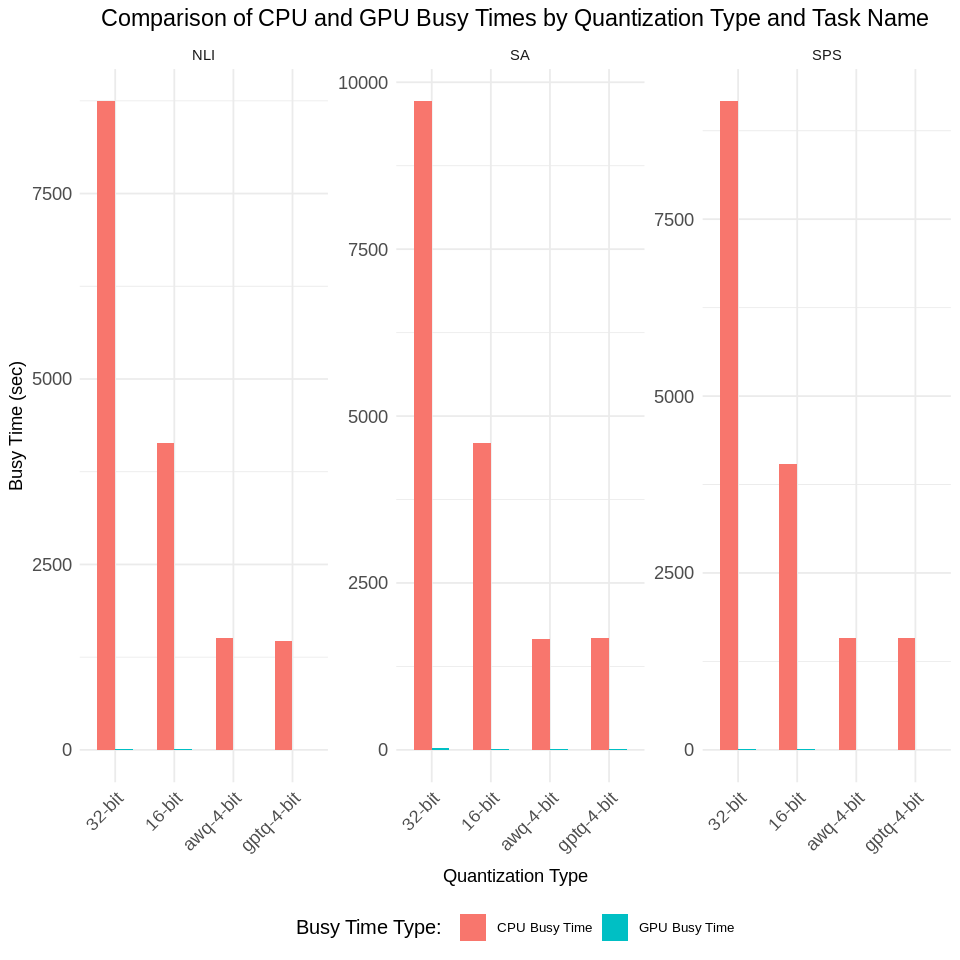 Comparison of CPU and GPU Busy Times by Quantization Type and Task Name
NLI
SA
SPS
Busy Time (sec)
7500
5000
2500
0
10000
7500
5000
2500
0
7500
5000
2500
0
32-bit
16-bit
awq-4-bit
gptq-4-bit
32-bit
16-bit
awq-4-bit
gptq-4-bit
32-bit
16-bit
awq-4-bit
gptq-4-bit
Quantization Type
Busy Time Type:
CPU Busy Time
GPU Busy Time